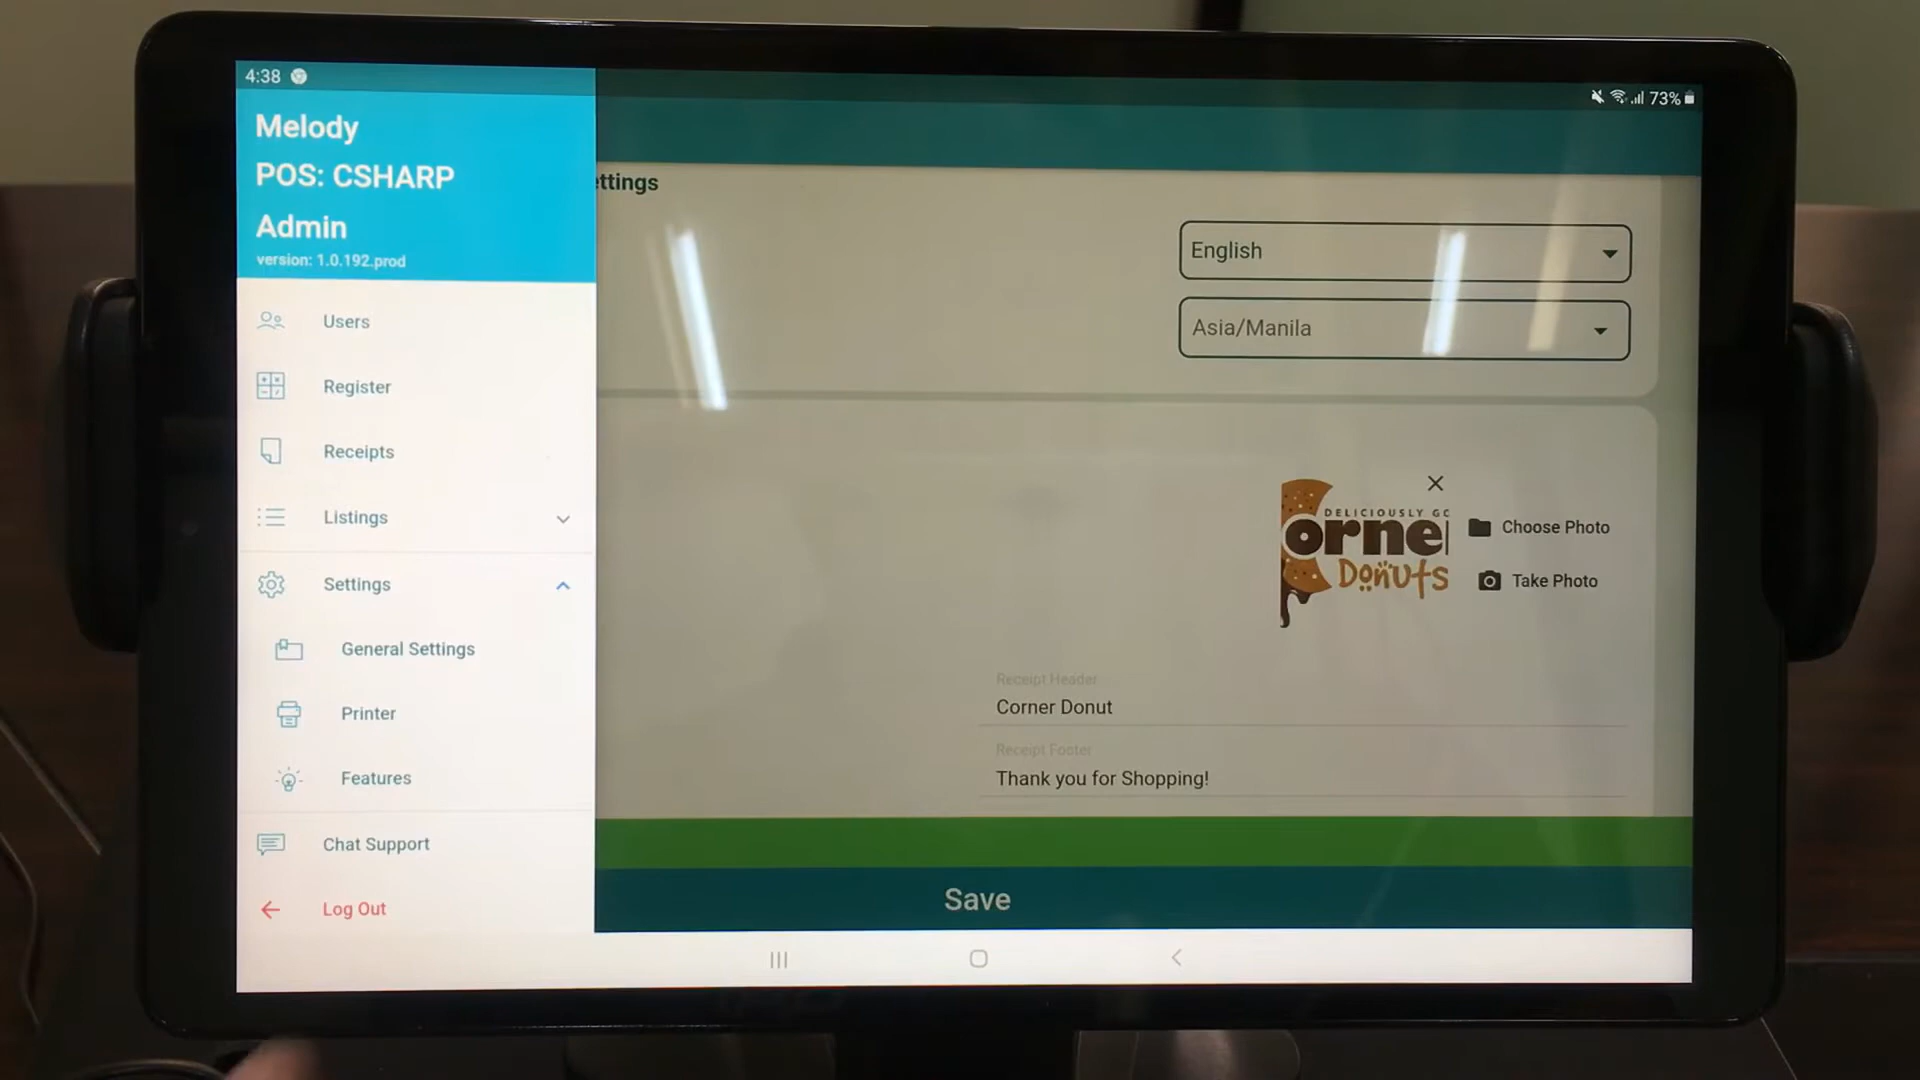 4:38
73%
Melody
POS: CSHARP
Admin
version: 1.0.192.prod
Users
Register
Receipts
Listings
Settings
General Settings
Printer
Features
Chat Support
Log Out
ettings
English
Asia/Manila
DELICIOUSLY GO
orne
Donuts
Choose Photo
Take Photo
Receipt Header
Corner Donut
Receipt Footer
Thank you for Shopping!
Save